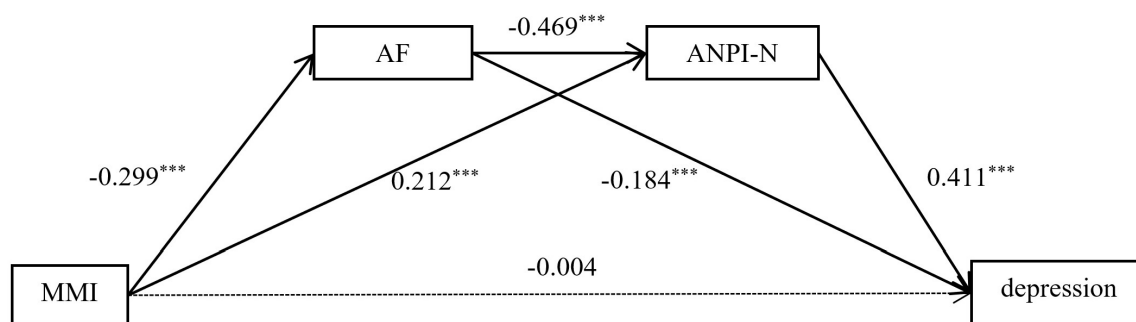 -0.469***
AF
ANPI-N
-0.299***
0.212***
-0.184***
0.411***
-0.004
MMI
depression